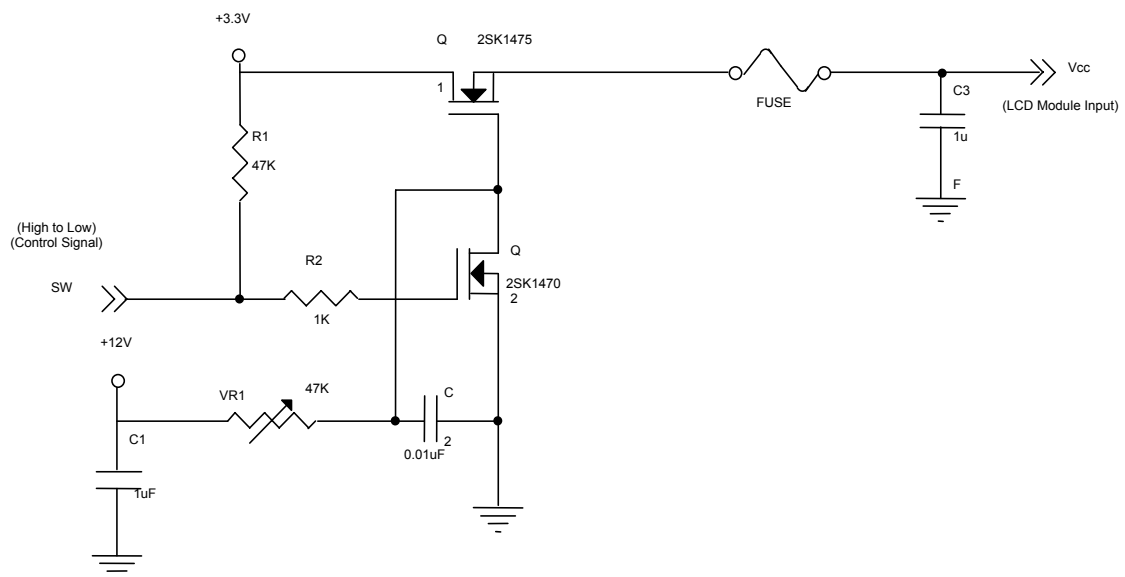 +3.3V
Q
2SK1475
1
FUSE
C3
Vcc
(LCD Module Input)
1u
F
R1
47K
(High to Low)
(Control Signal)
SW
R2
1K
Q
2SK1470
2
+12V
VR1
47K
C
2
0.01uF
C1
1uF